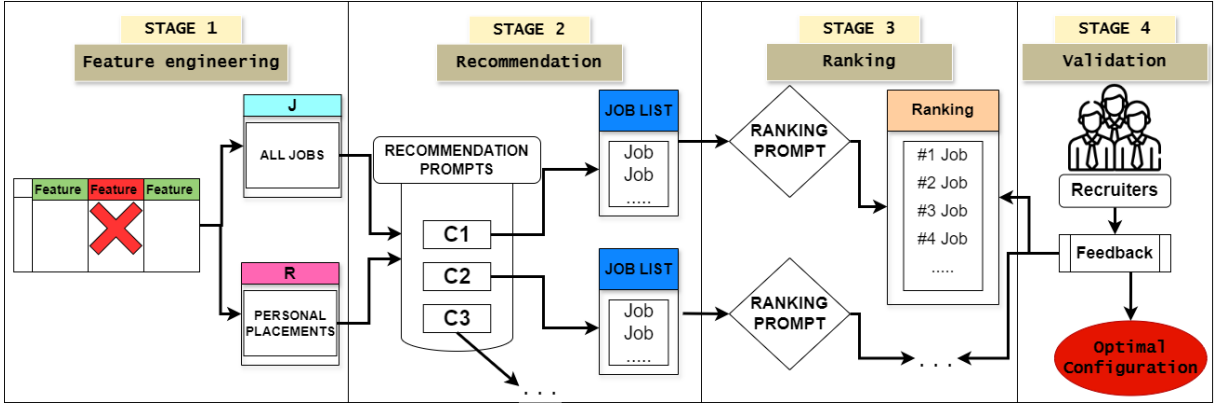 STAGE 1
Feature engineering
J
ALL JOBS
Feature Feature Feature
R
PERSONAL
PLACEMENTS
STAGE 2
Recommendation
RECOMMENDATION
PROMPTS
C1
C2
C3
. . .
JOB LIST
Job
Job
.....
JOB LIST
Job
Job
.....
STAGE 3
Ranking
RANKING
PROMPT
RANKING
PROMPT
Ranking
#1 Job
#2 Job
#3 Job
#4 Job
.....
. . .
STAGE 4
Validation
Recruiters
Feedback
Optimal
Configuration